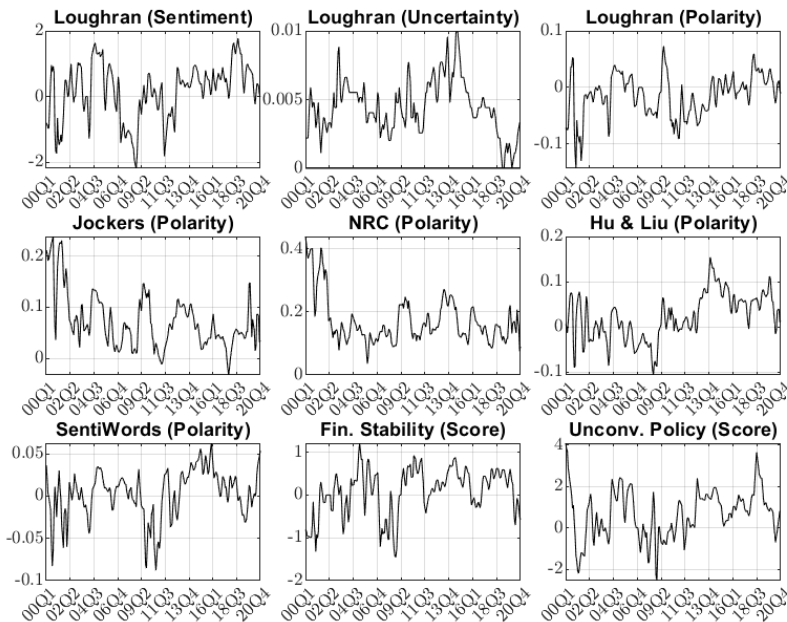 Loughran (Sentiment)
2
0
-2
00Q1 02Q2 04Q3 06Q4 09Q2 11Q3 13Q4 16Q1 18Q3 20Q4
Loughran (Uncertainty)
0.01
0.005
0
00Q1 02Q2 04Q3 06Q4 09Q2 11Q3 13Q4 16Q1 18Q3 20Q4
Loughran (Polarity)
0.1
0
-0.1
00Q1 02Q2 04Q3 06Q4 09Q2 11Q3 13Q4 16Q1 18Q3 20Q4
Jockers (Polarity)
0.2
0.1
0
00Q1 02Q2 04Q3 06Q4 09Q2 11Q3 13Q4 16Q1 18Q3 20Q4
NRC (Polarity)
0.4
0.2
0
00Q1 02Q2 04Q3 06Q4 09Q2 11Q3 13Q4 16Q1 18Q3 20Q4
Hu & Liu (Polarity)
0.2
0.1
0
-0.1
00Q1 02Q2 04Q3 06Q4 09Q2 11Q3 13Q4 16Q1 18Q3 20Q4
SentiWords (Polarity)
0.05
0
-0.05
-0.1
00Q1 02Q2 04Q3 06Q4 09Q2 11Q3 13Q4 16Q1 18Q3 20Q4
Fin. Stability (Score)
1
0
-1
-2
00Q1 02Q2 04Q3 06Q4 09Q2 11Q3 13Q4 16Q1 18Q3 20Q4
Unconv. Policy (Score)
4
2
0
-2
00Q1 02Q2 04Q3 06Q4 09Q2 11Q3 13Q4 16Q1 18Q3 20Q4